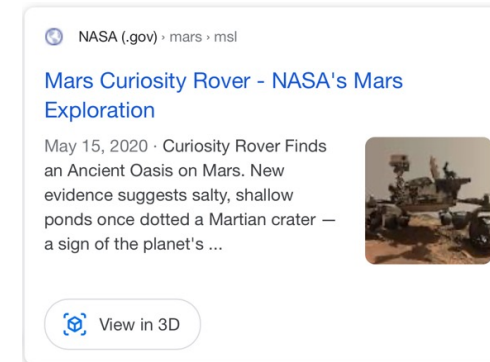 NASA (.gov) › mars › msl
Mars Curiosity Rover - NASA's Mars
Exploration
May 15, 2020 · Curiosity Rover Finds
an Ancient Oasis on Mars. New
evidence suggests salty, shallow
ponds once dotted a Martian crater —
a sign of the planet's ...
View in 3D